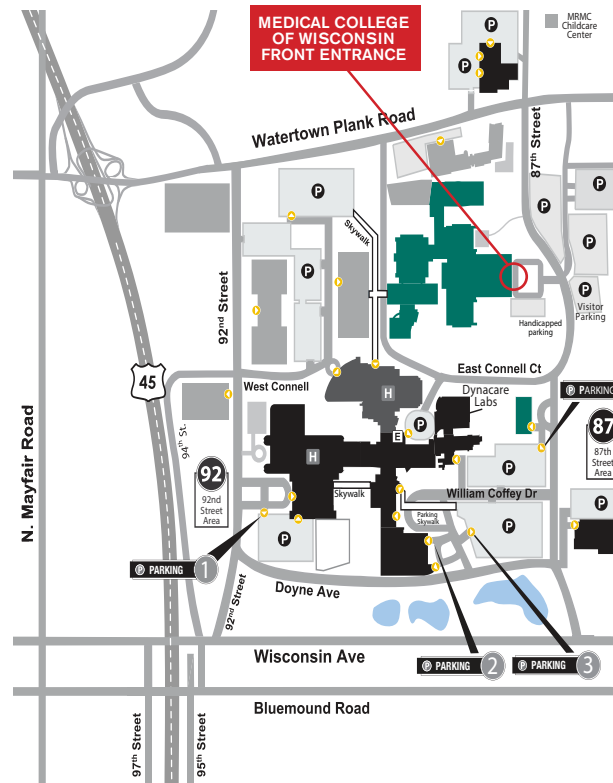 MEDICAL COLLEGE
OF WISCONSIN
FRONT ENTRANCE
MRMC
Childcare
Center
P
P
Watertown Plank Road
87th Street
P
P
Skywalk
P
P
P
P
P
92nd Street
Visitor
Parking
Handicapped
parking
45
West Connell
East Connell Ct
Dynacare
Labs
H
P PARKING
N. Mayfair Road
94th St.
P
E
H
87
87th
Street
Area
92
92nd
Street
Area
P
Skywalk
William Coffey Dr
Parking
Skywalk
P
P
P
P PARKING 1
Doyne Ave
92nd Street
Wisconsin Ave
P PARKING 2
P PARKING 3
Bluemound Road
97th Street
95th Street